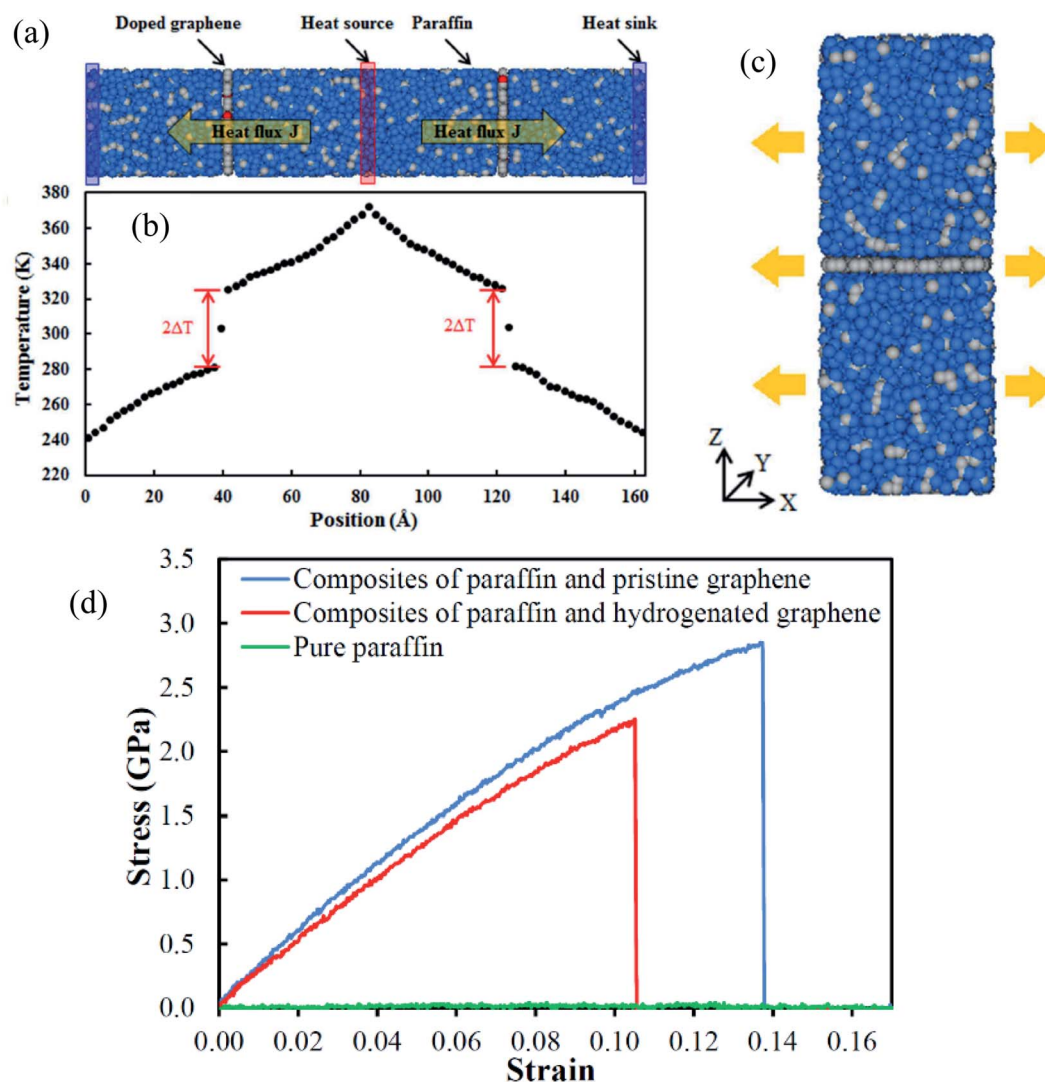 (a)
Doped graphene
Heat source
Paraffin
Heat sink
Heat flux J
Heat flux J
(b)
Temperature (K)
380
360
340
320
300
280
260
240
220
2ΔT
2ΔT
0 20 40 60 80 100 120 140 160
Position (Å)
(c)
Z
Y
X
(d)
Stress (GPa)
3.5
3.0
2.5
2.0
1.5
1.0
0.5
0.0
Composites of paraffin and pristine graphene
Composites of paraffin and hydrogenated graphene
Pure paraffin
0.00 0.02 0.04 0.06 0.08 0.10 0.12 0.14 0.16
Strain